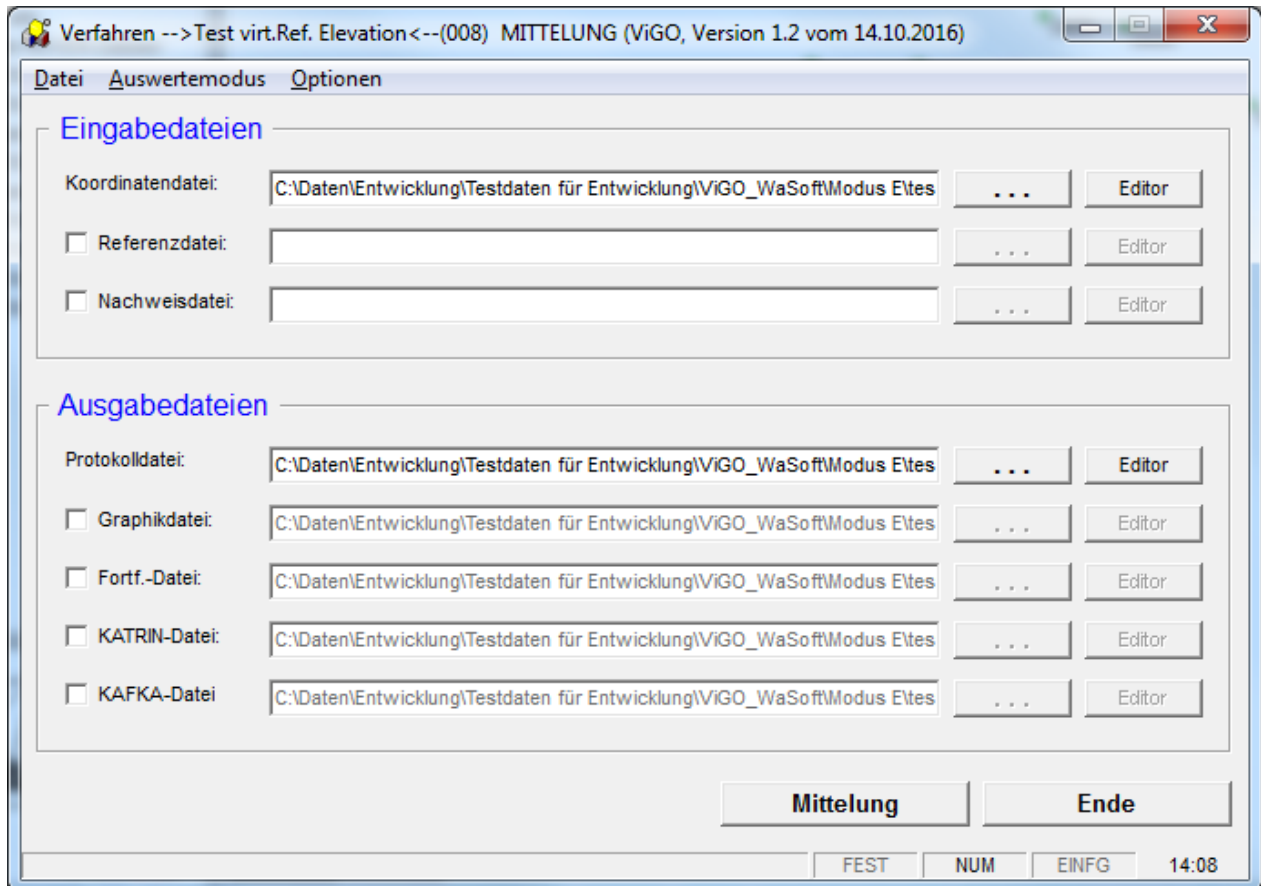 Verfahren -->Test virt.Ref. Elevation<--(008)  MITTELUNG (ViGO, Version 1.2 vom 14.10.2016)
Datei Auswertemodus Optionen
Eingabedateien
Koordinatendatei: C:\Daten\Entwicklung\Testdaten für Entwicklung\ViGO_WaSoft\Modus E\tes ... Editor
Referenzdatei: ... Editor
Nachweisdatei: ... Editor
Ausgabedateien
Protokolldatei: C:\Daten\Entwicklung\Testdaten für Entwicklung\ViGO_WaSoft\Modus E\tes ... Editor
Graphikdatei: C:\Daten\Entwicklung\Testdaten für Entwicklung\ViGO_WaSoft\Modus E\tes ... Editor
Fortf.-Datei: C:\Daten\Entwicklung\Testdaten für Entwicklung\ViGO_WaSoft\Modus E\tes ... Editor
KATRIN-Datei: C:\Daten\Entwicklung\Testdaten für Entwicklung\ViGO_WaSoft\Modus E\tes ... Editor
KAFKA-Datei C:\Daten\Entwicklung\Testdaten für Entwicklung\ViGO_WaSoft\Modus E\tes ... Editor
Mittelung Ende
FEST NUM EINFG 14:08